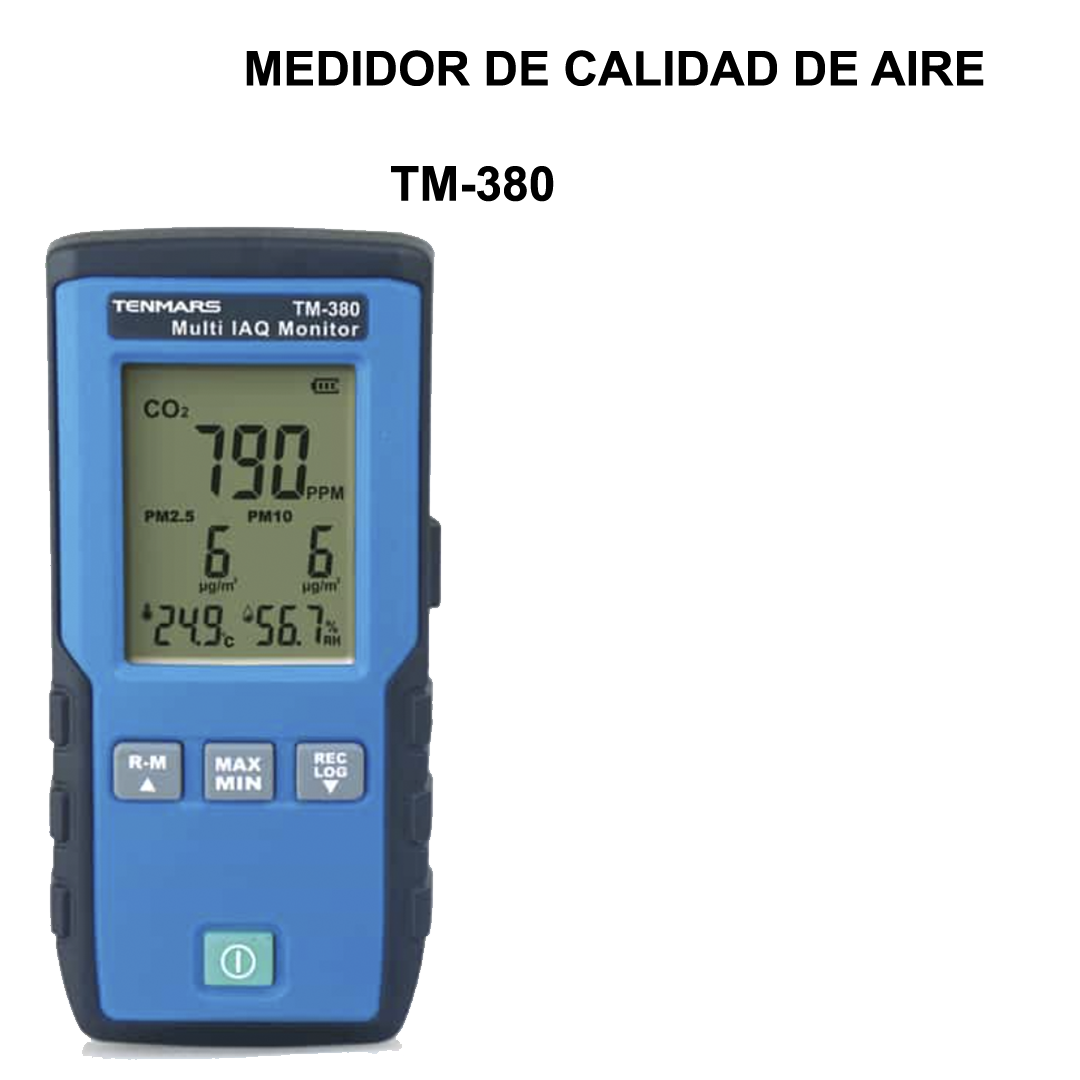 MEDIDOR DE CALIDAD DE AIRE
TM-380
TENMARS TM-380
Multi IAQ Monitor
CO₂
790 PPM
PM2.5 PM10
6 6
µg/m³ µg/m³
24.9 °C 56.7 % RH
R-M MAX REC
▲ MIN LOG
▼